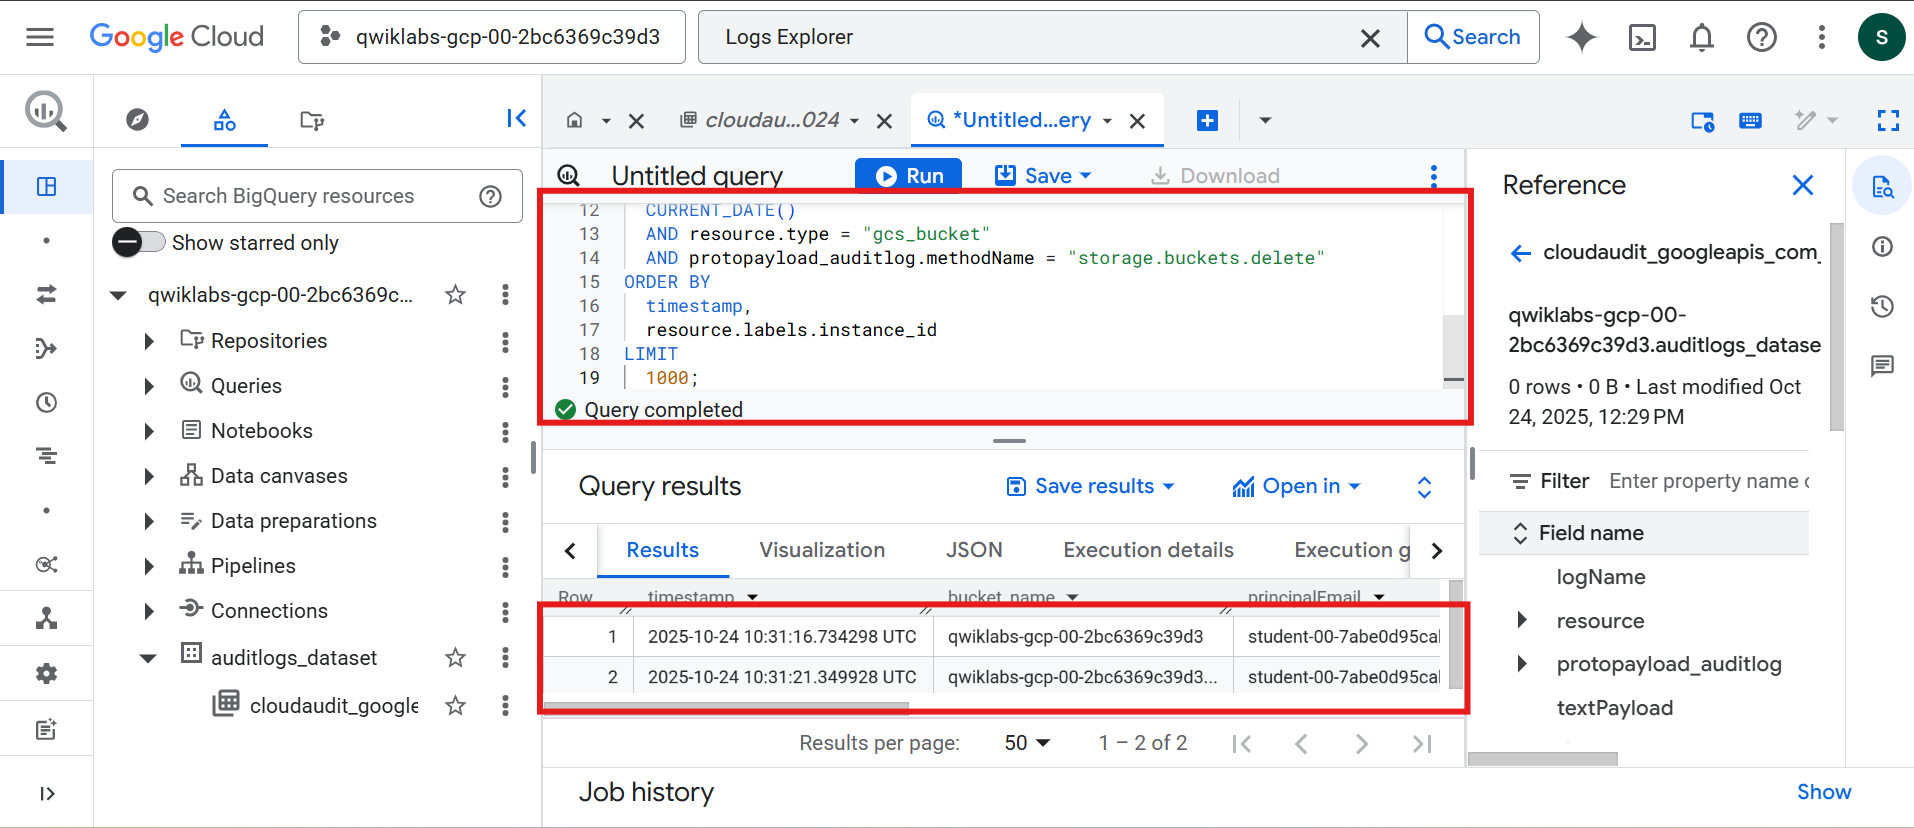 Google Cloud
qwiklabs-gcp-00-2bc6369c39d3
Logs Explorer
Search
S
cloudau...024
*Untitled...ery
Search BigQuery resources
Show starred only
qwiklabs-gcp-00-2bc6369c...
Repositories
Queries
Notebooks
Data canvases
Data preparations
Pipelines
Connections
auditlogs_dataset
cloudaudit_google
Untitled query
Run
Save
Download
12 CURRENT_DATE()
13 AND resource.type = "gcs_bucket"
14 AND protopayload_auditlog.methodName = "storage.buckets.delete"
15 ORDER BY
16 timestamp,
17 resource.labels.instance_id
18 LIMIT
19 1000;
Query completed
Query results
Save results
Open in
Results Visualization JSON Execution details Execution g
Row timestamp bucket_name principalEmail
1 2025-10-24 10:31:16.734298 UTC qwiklabs-gcp-00-2bc6369c39d3 student-00-7abe0d95cal
2 2025-10-24 10:31:21.349928 UTC qwiklabs-gcp-00-2bc6369c39d3... student-00-7abe0d95cal
Results per page: 50 1 – 2 of 2
Job history
Show
Reference
cloudaudit_googleapis_com_
qwiklabs-gcp-00-
2bc6369c39d3.auditlogs_datase
0 rows • 0 B • Last modified Oct
24, 2025, 12:29 PM
Filter Enter property name o
Field name
logName
resource
protopayload_auditlog
textPayload